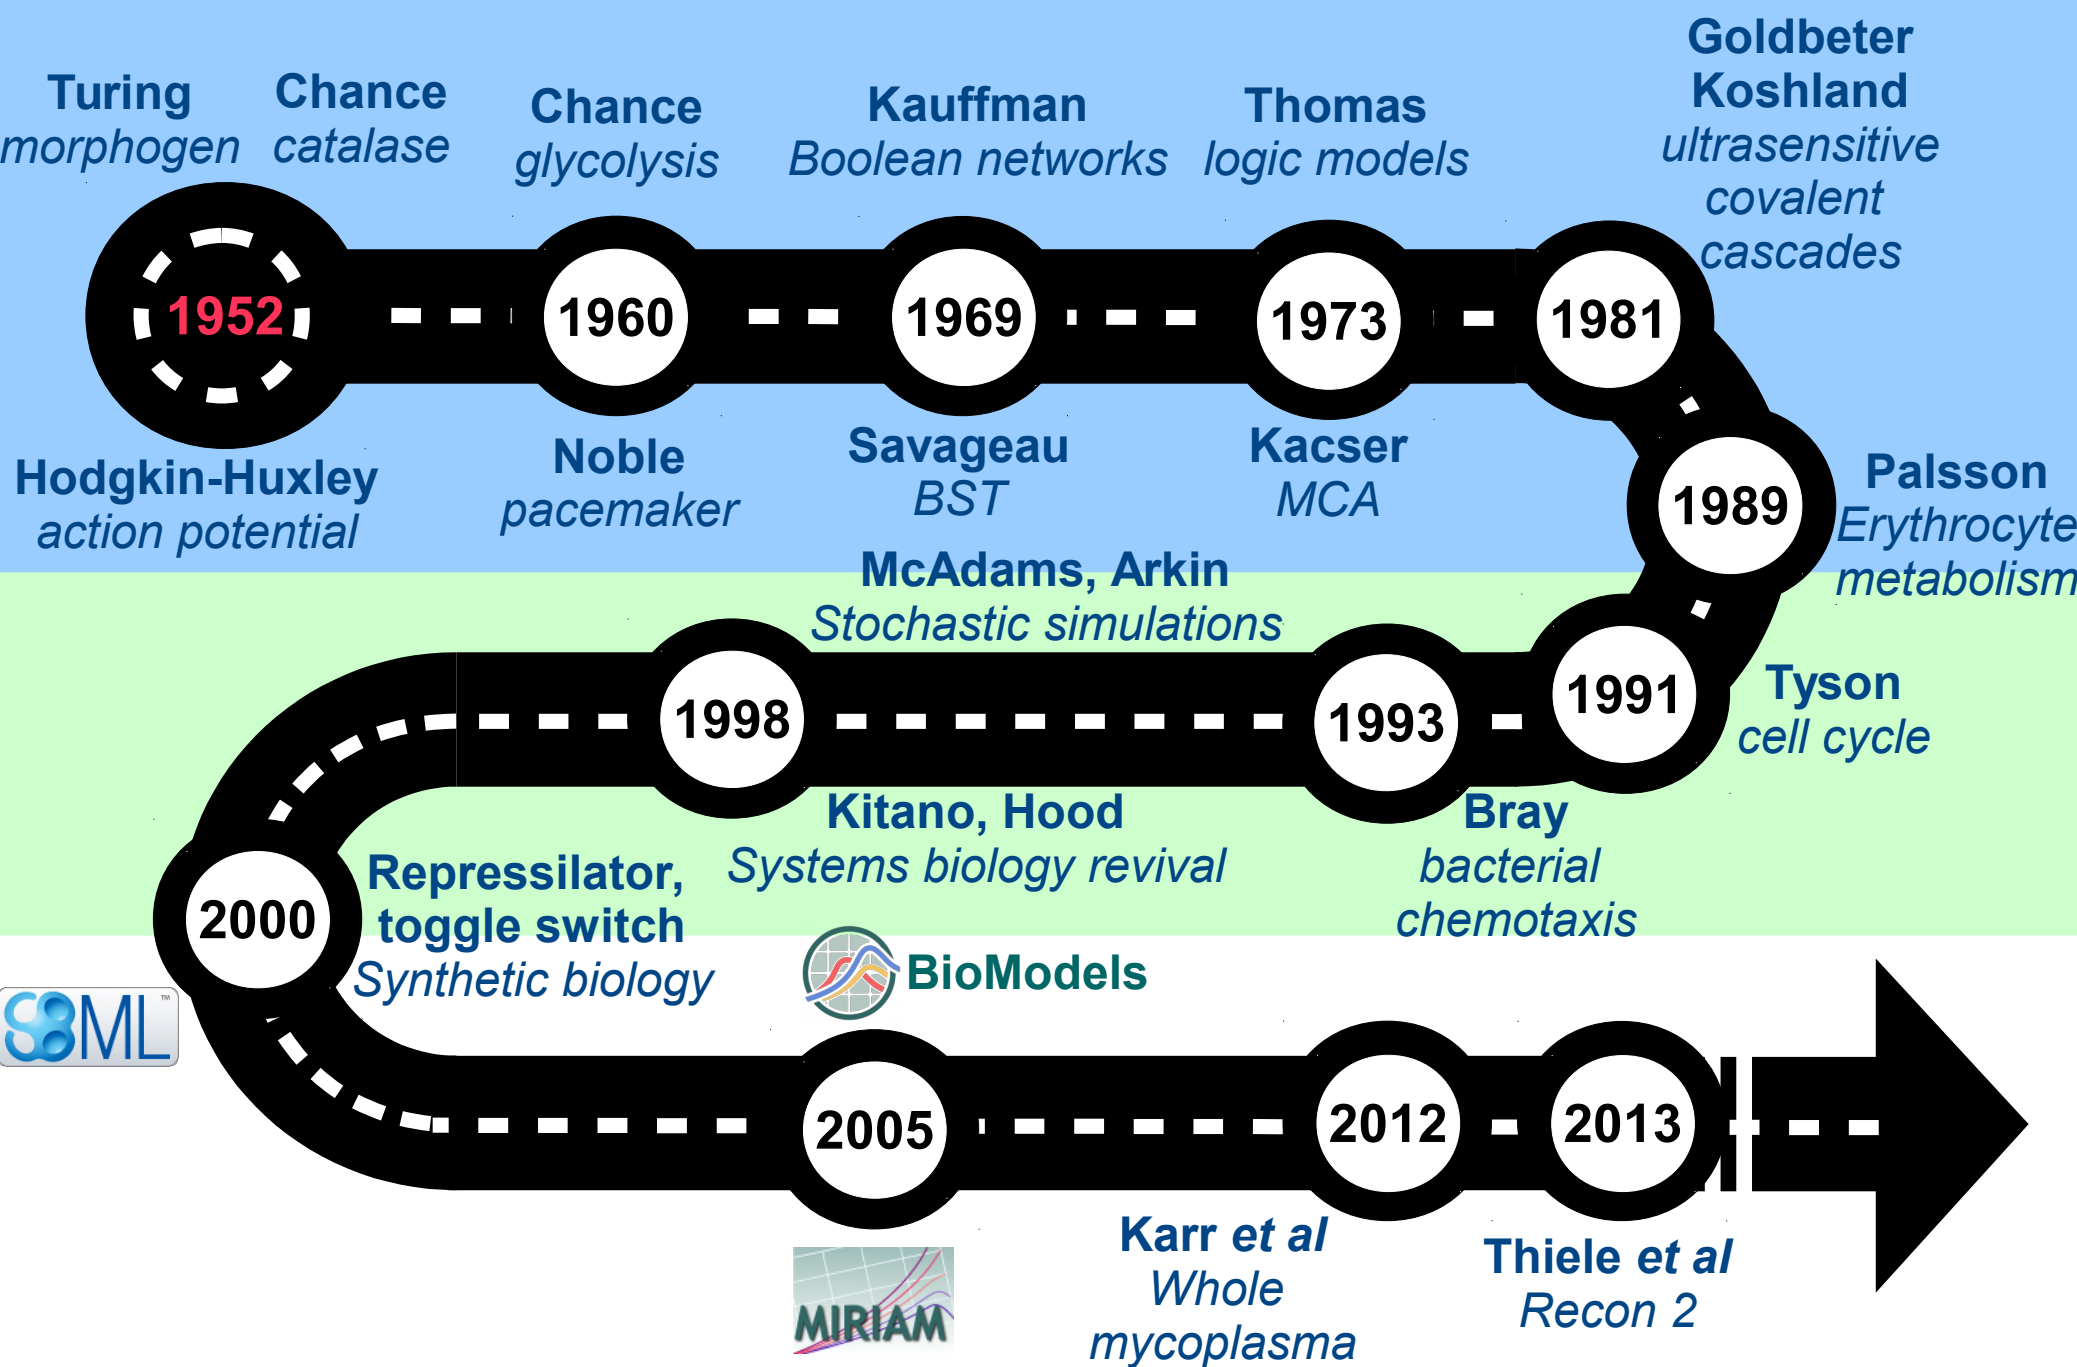 Turing
morphogen
Chance
catalase
Chance
glycolysis
Kauffman
Boolean networks
Thomas
logic models
Goldbeter
Koshland
ultrasensitive
covalent
cascades
1952
1960
1969
1973
1981
Hodgkin-Huxley
action potential
Noble
pacemaker
Savageau
BST
Kacser
MCA
1989
Palsson
Erythrocyte
metabolism
McAdams, Arkin
Stochastic simulations
1998
1993
1991
Tyson
cell cycle
Kitano, Hood
Systems biology revival
Bray
bacterial
chemotaxis
2000
Repressilator,
toggle switch
Synthetic biology
SBML™
BioModels
2005
2012
2013
MIRIAM
Karr et al
Whole
mycoplasma
Thiele et al
Recon 2